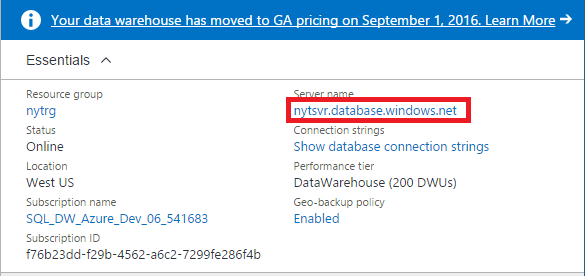 Your data warehouse has moved to GA pricing on September 1, 2016. Learn More →
Essentials
Resource group
nytrg
Status
Online
Location
West US
Subscription name
SQL_DW_Azure_Dev_06_541683
Subscription ID
f76b23dd-f29b-4562-a6c2-7299fe286f4b
Server name
nytsvr.database.windows.net
Connection strings
Show database connection strings
Performance tier
DataWarehouse (200 DWUs)
Geo-backup policy
Enabled